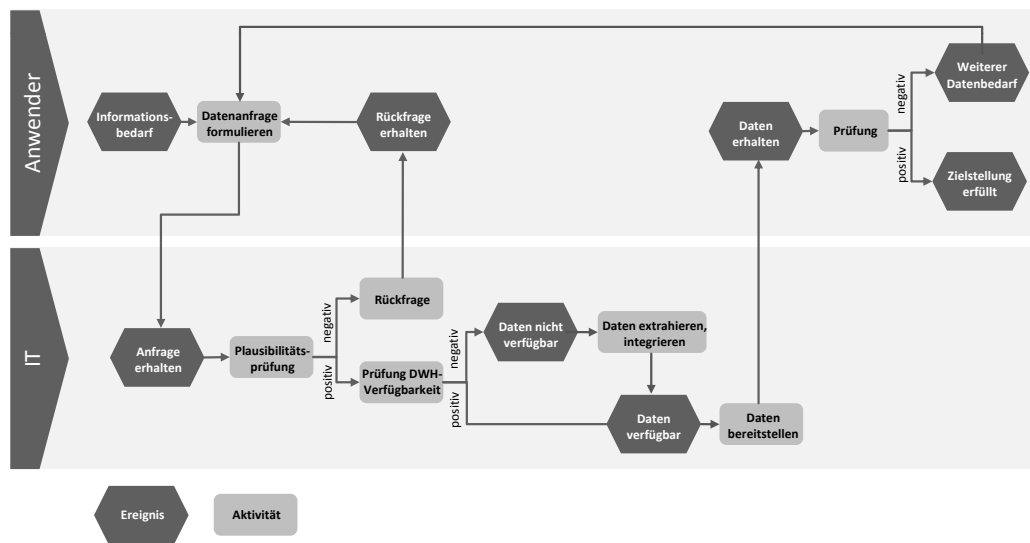 Anwender
Informations-
bedarf
Datenanfrage
formulieren
Rückfrage
erhalten
Daten
erhalten
Prüfung
negativ
positiv
Weiterer
Datenbedarf
Zielstellung
erfüllt
IT
Anfrage
erhalten
Plausibilitäts-
prüfung
negativ
positiv
Rückfrage
Prüfung DWH-
Verfügbarkeit
negativ
positiv
Daten nicht
verfügbar
Daten extrahieren,
integrieren
Daten
verfügbar
Daten
bereitstellen
Ereignis
Aktivität